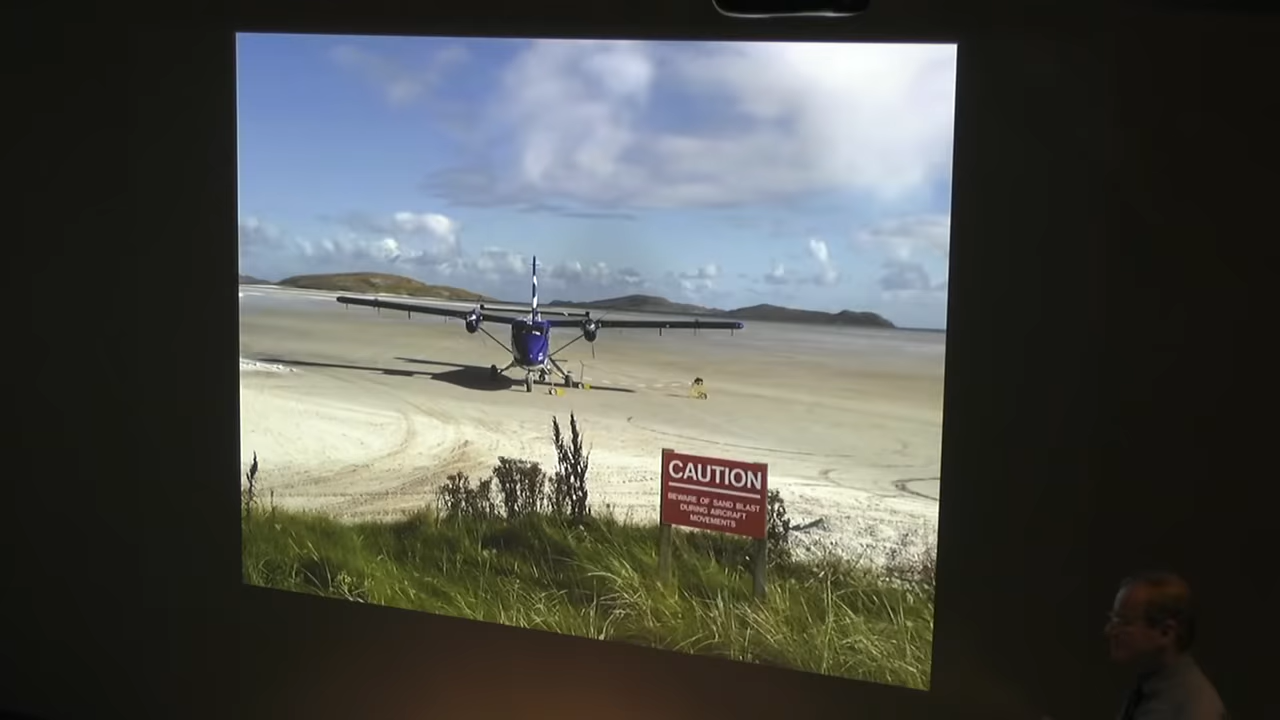 CAUTION
BEWARE OF SAND BLAST
DURING AIRCRAFT
MOVEMENTS